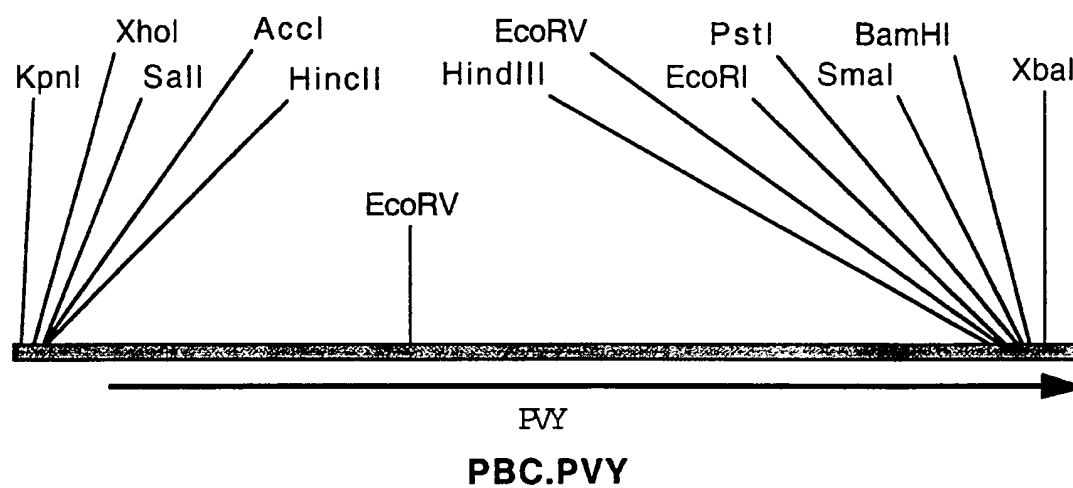 XhoI AccI EcoRV PstI BamHI
KpnI SalI HincII HindIII EcoRI SmaI XbaI
EcoRV
PVY
PBC.PVY